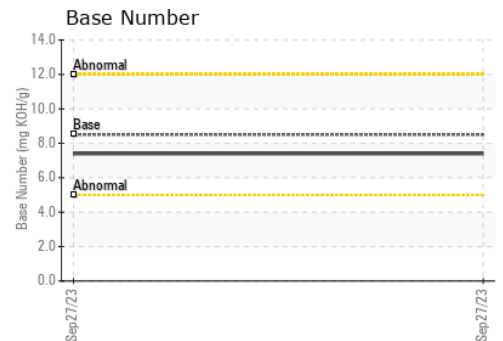 Base Number
Base Number (mg KOH/g)
14.0
12.0
10.0
8.0
6.0
4.0
2.0
0.0
Abnormal
Base
Abnormal
Sep27/23
Sep27/23